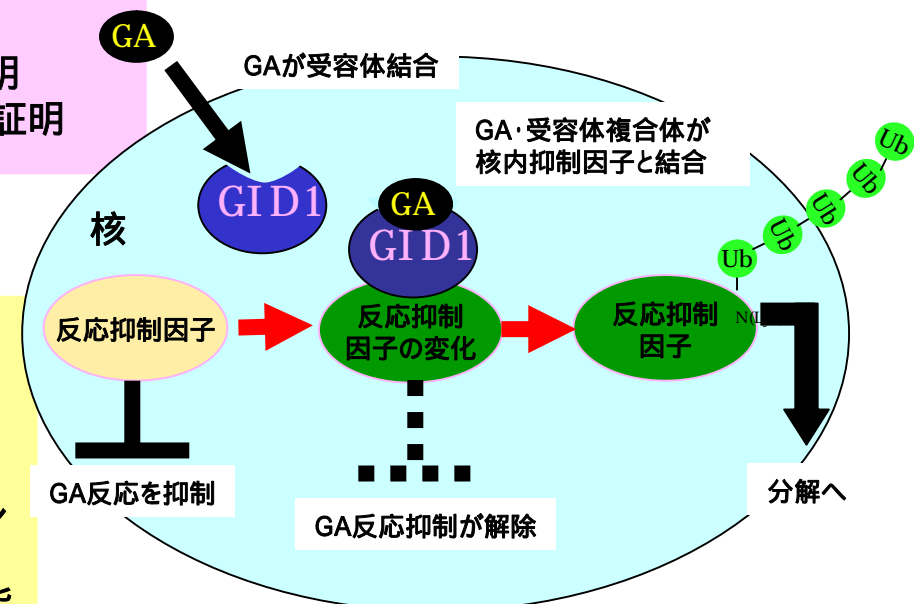 GA
明
証明
GAが受容体結合
GA・受容体複合体が
核内抑制因子と結合
Ub
Ub
Ub
Ub
Ub
GID1
核
GA
GID1
反応抑制因子
反応抑制
因子の変化
反応抑制
因子
GA反応を抑制
GA反応抑制が解除
分解へ